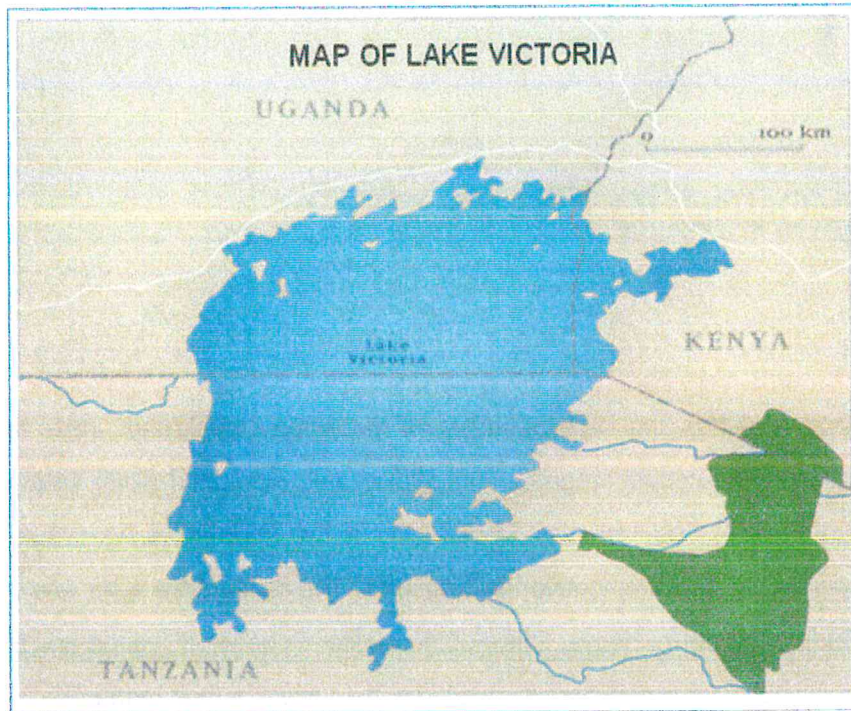 MAP OF LAKE VICTORIA
UGANDA
0 100 km
KENYA
Lake
Victoria
TANZANIA